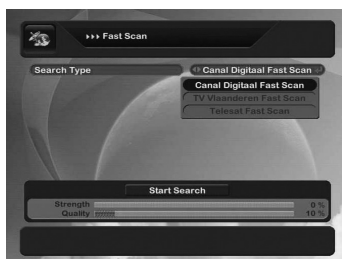 ▸▸▸ Fast Scan
Search Type
Canal Digitaal Fast Scan
Canal Digitaal Fast Scan
TV Vlaanderen Fast Scan
Telesat Fast Scan
Start Search
Strength 0 %
Quality 10 %